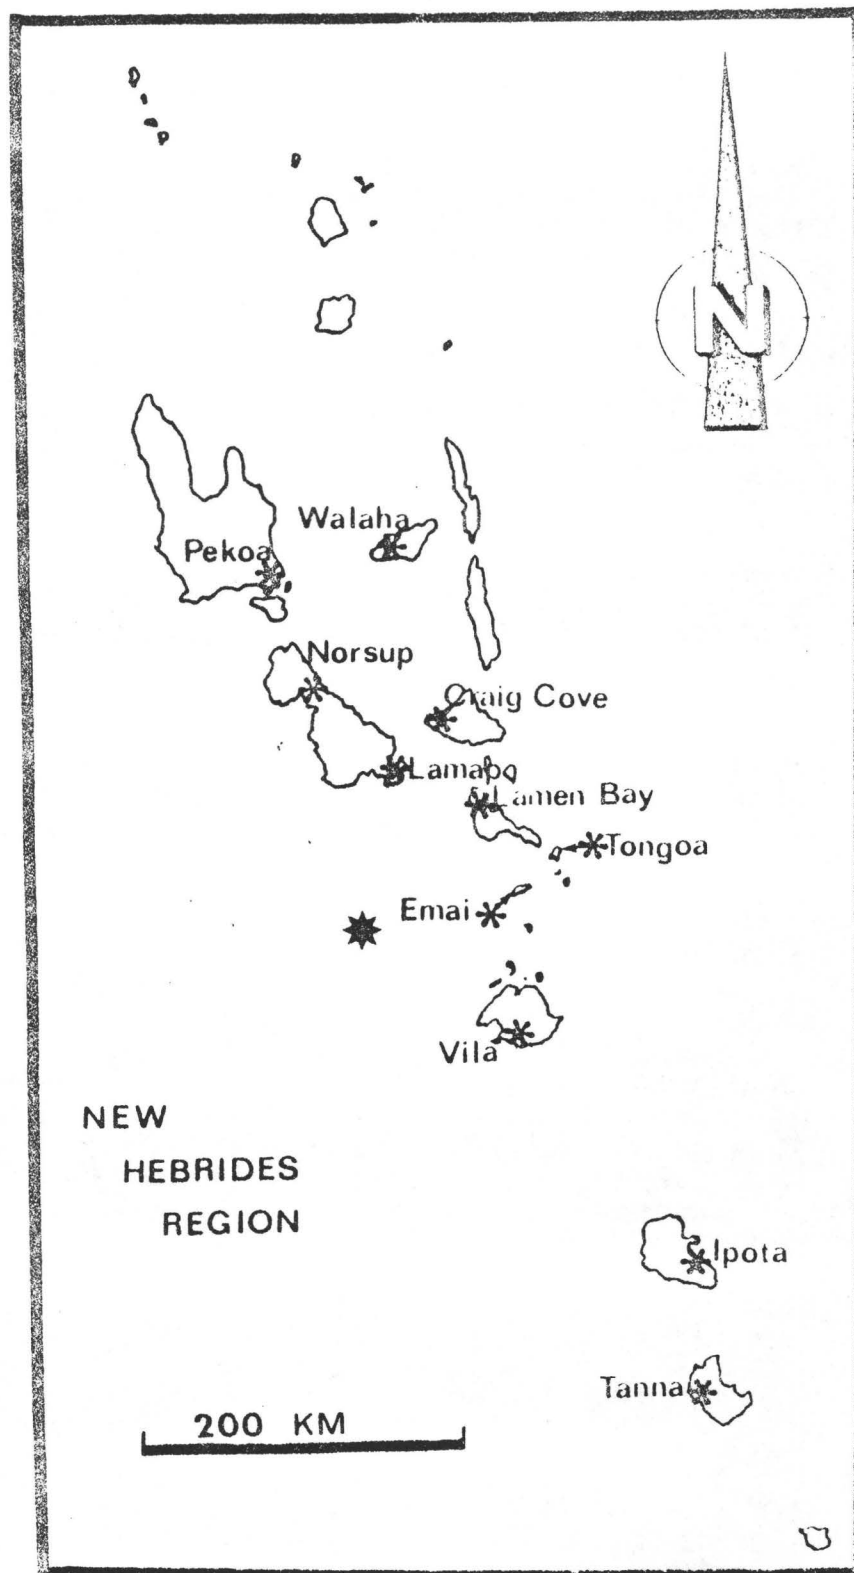 N
Walaha
Pekoa
Norsup
Craig Cove
Lamap
Lamen Bay
Tongoa
Emai
Vila
NEW
HEBRIDES
REGION
Ipota
Tanna
200 KM